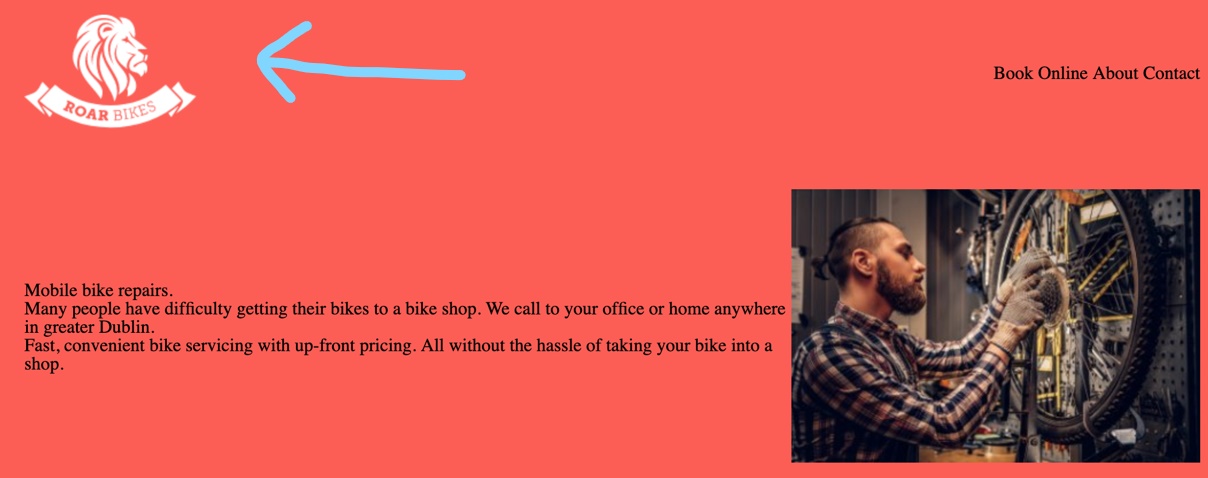 ROAR BIKES
Book Online About Contact
Mobile bike repairs.
Many people have difficulty getting their bikes to a bike shop. We call to your office or home anywhere
in greater Dublin.
Fast, convenient bike servicing with up-front pricing. All without the hassle of taking your bike into a
shop.